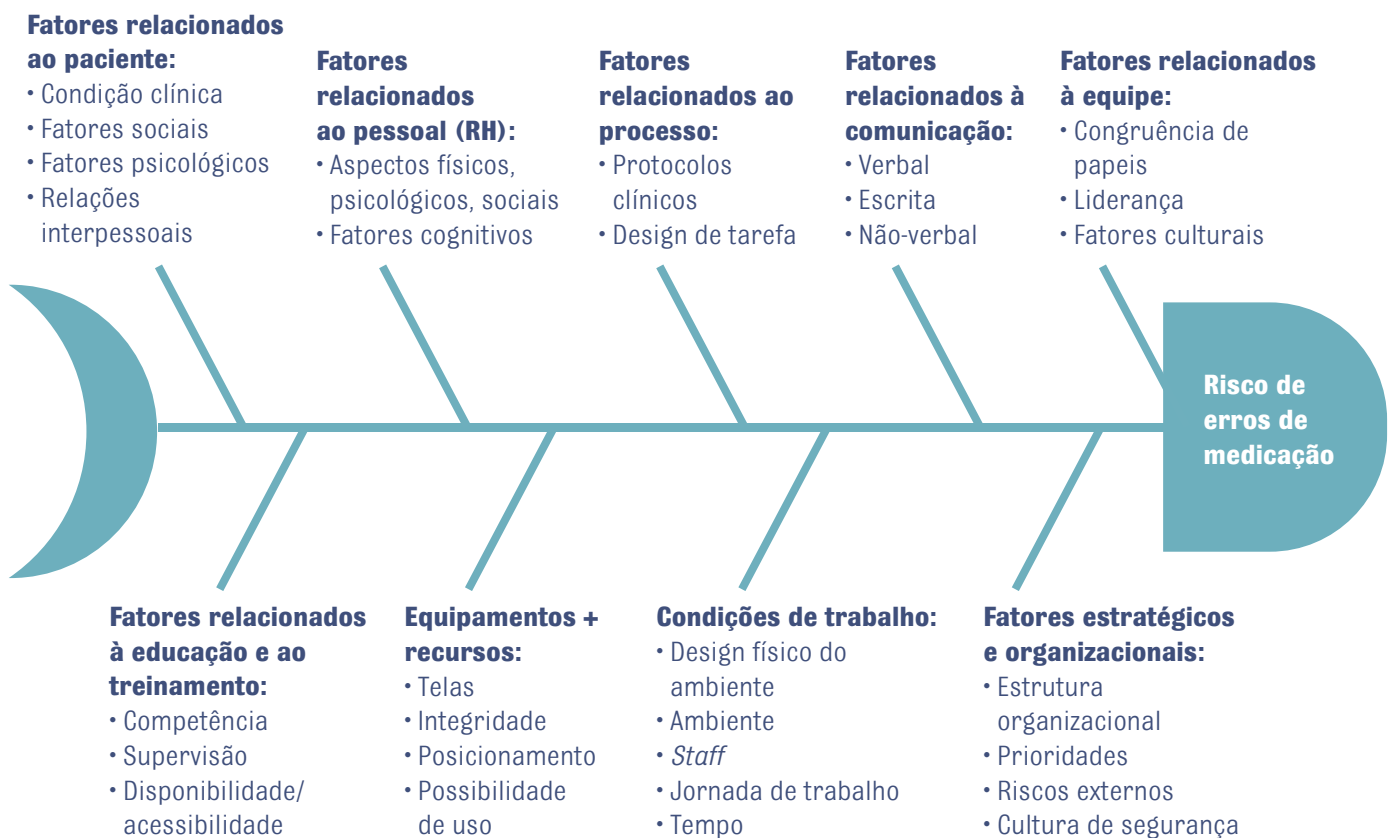 Fatores relacionados
ao paciente:
• Condição clínica
• Fatores sociais
• Fatores psicológicos
• Relações
interpessoais
Fatores
relacionados
ao pessoal (RH):
• Aspectos físicos,
psicológicos, sociais
• Fatores cognitivos
Fatores
relacionados ao
processo:
• Protocolos
clínicos
• Design de tarefa
Fatores
relacionados à
comunicação:
• Verbal
• Escrita
• Não-verbal
Fatores relacionados
à equipe:
• Congruência de
papeis
• Liderança
• Fatores culturais
Risco de
erros de
medicação
Fatores relacionados
à educação e ao
treinamento:
• Competência
• Supervisão
• Disponibilidade/
acessibilidade
Equipamentos +
recursos:
• Telas
• Integridade
• Posicionamento
• Possibilidade
de uso
Condições de trabalho:
• Design físico do
ambiente
• Ambiente
• Staff
• Jornada de trabalho
• Tempo
Fatores estratégicos
e organizacionais:
• Estrutura
organizacional
• Prioridades
• Riscos externos
• Cultura de segurança